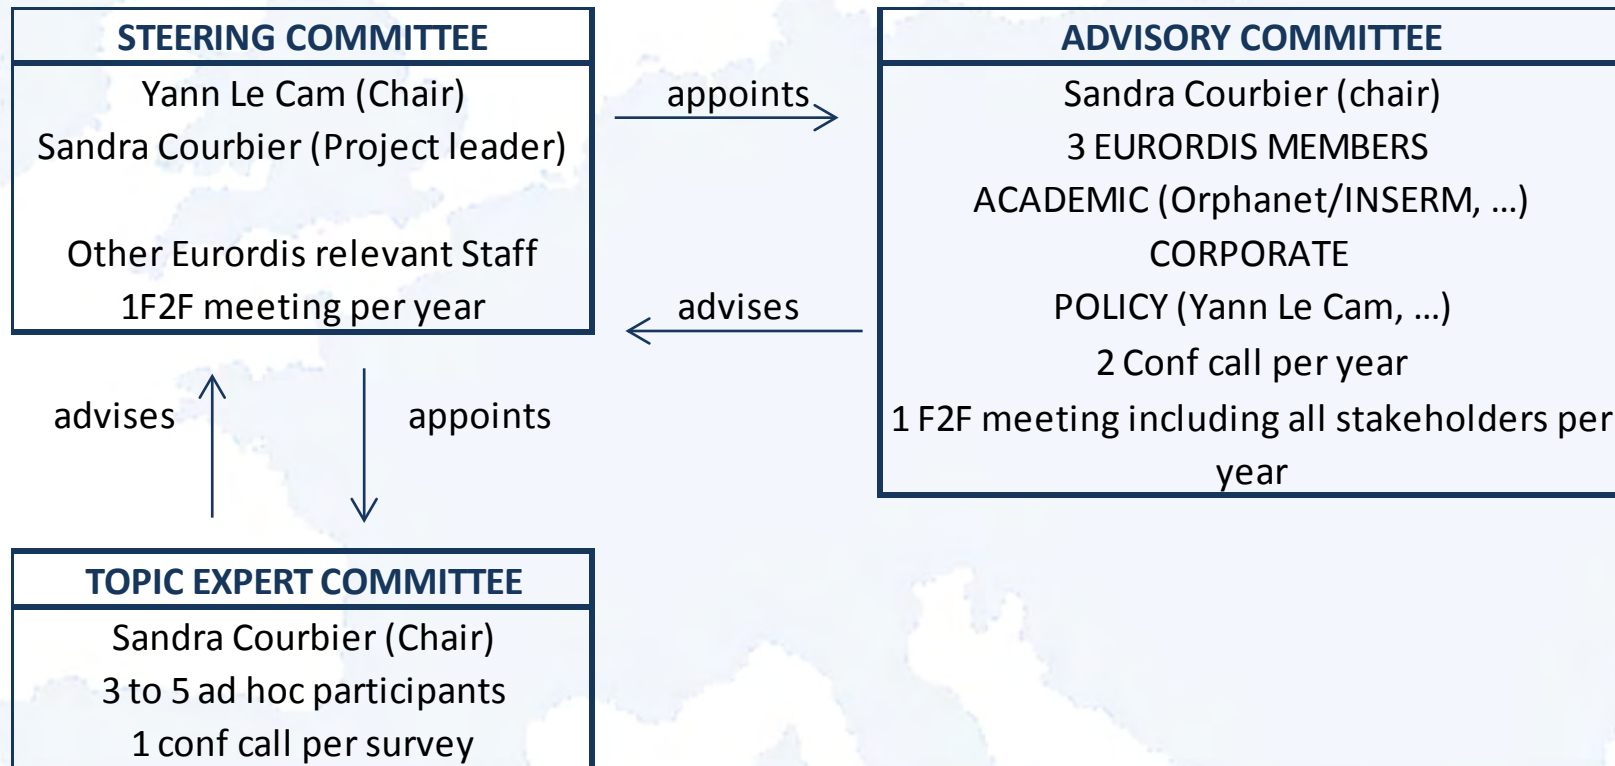 STEERING COMMITTEE
Yann Le Cam (Chair)
Sandra Courbier (Project leader)
Other Eurordis relevant Staff
1F2F meeting per year
appoints
advises
ADVISORY COMMITTEE
Sandra Courbier (chair)
3 EURORDIS MEMBERS
ACADEMIC (Orphanet/INSERM, ...)
CORPORATE
POLICY (Yann Le Cam, ...)
2 Conf call per year
1 F2F meeting including all stakeholders per
year
advises
appoints
TOPIC EXPERT COMMITTEE
Sandra Courbier (Chair)
3 to 5 ad hoc participants
1 conf call per survey